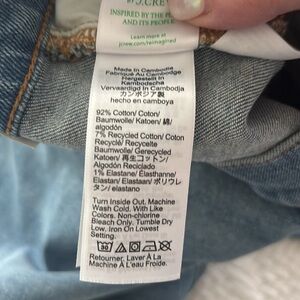 by J.CREW
INSPIRED BY THE
AND ITS PEOPLE
Learn more at
jcrew.com/reimagined
Made in Cambodia
Fabriqué Au Cambodge
Hergestellt In
Kambodscha
Vervaardigd In Cambodja
カンボジア製
hecho en camboya
92% Cotton/ Coton/
Baumwolle/ Katoen/ 綿/
algodón
7% Recycled Cotton/ Coton
Recyclé/ Recycelte
Baumwolle/ Gerecycled
Katoen/ 再生コットン/
Algodón Reciclado
1% Elastane/ Élasthanne/
Elastan/ Elastaan/ ポリウレ
タン/ elastano
Turn Inside Out. Machine
Wash Cold. With Like
Colors. Non-chlorine
Bleach Only. Tumble Dry
Low. Iron On Lowest
Setting.
Retourner. Laver À La
Machine À L'eau Froide.